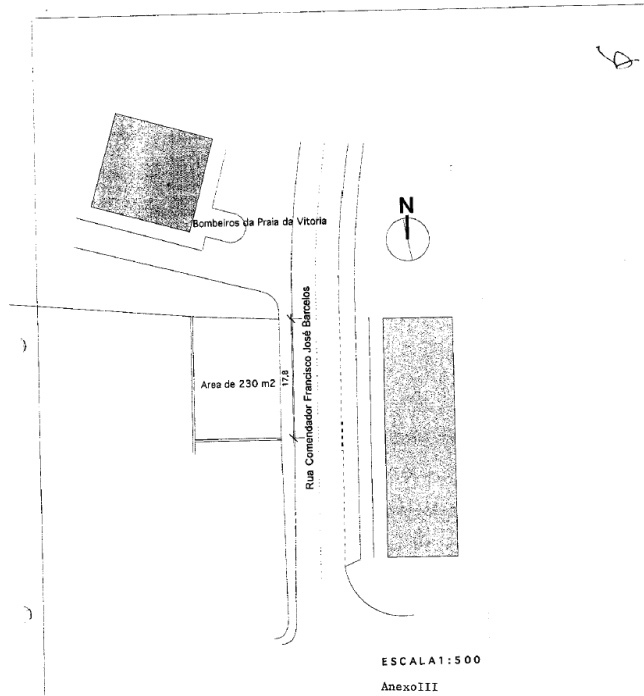 N
Bombeiros da Praia da Vitoria
Rua Comendador Francisco José Barcelos
Area de 230 m2
17,8
ESCALA1:500
AnexoIII